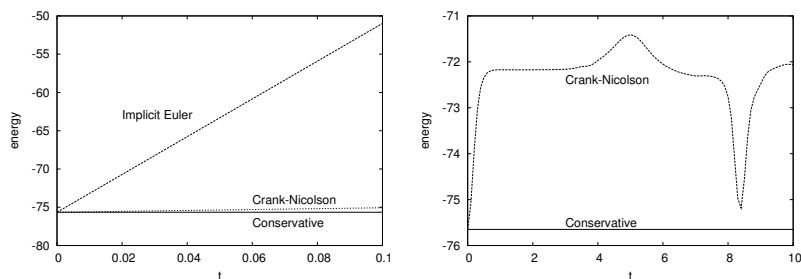 -50
-55
-60
-65
-70
-75
-80
energy
Implicit Euler
Crank-Nicolson
Conservative
0 0.02 0.04 0.06 0.08 0.1
t
-71
-72
-73
-74
-75
-76
energy
Crank-Nicolson
Conservative
0 2 4 6 8 10
t